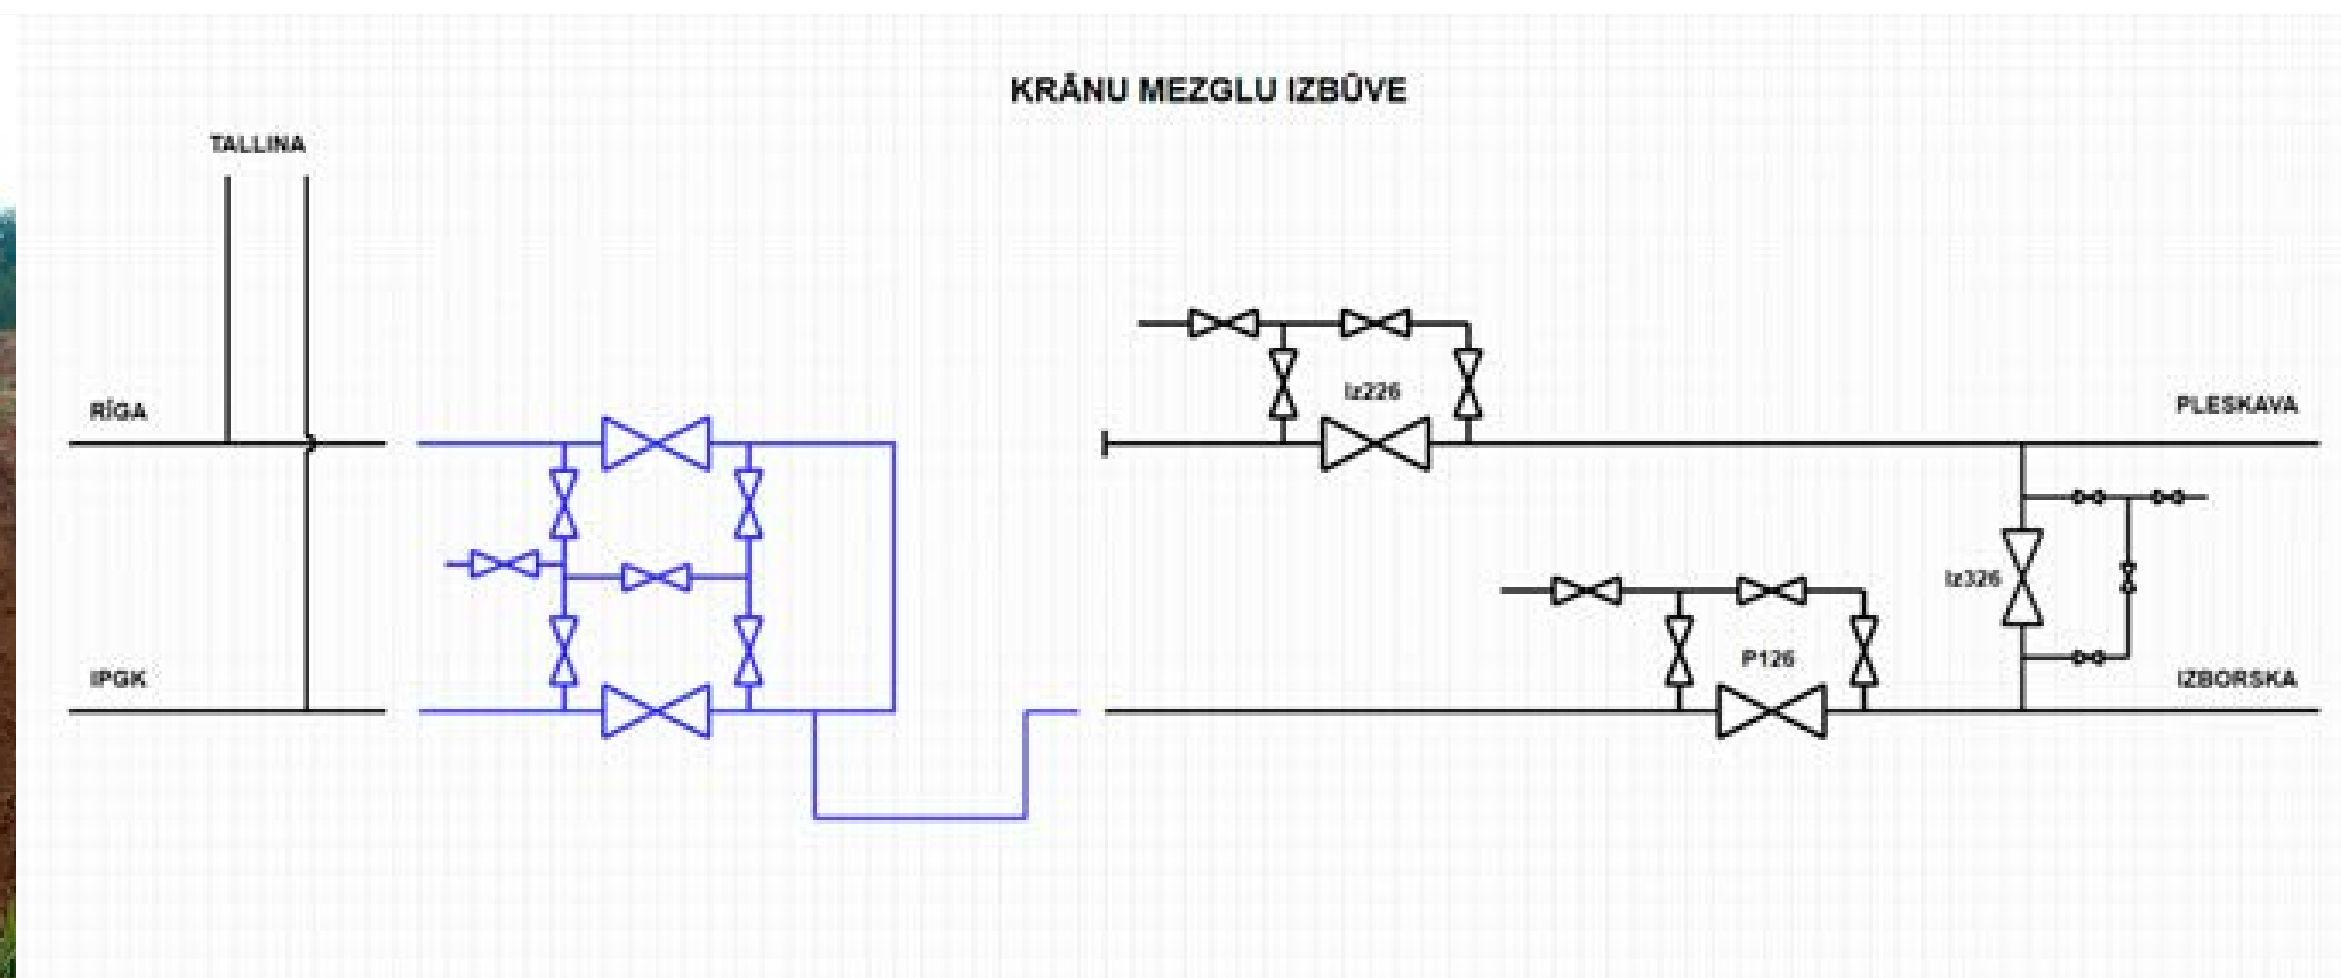 KRĀNU MEZGLU IZBŪVE
TALLINA
RĪGA
IPGK
Iz226
PLESKAVA
Iz326
P126
IZBORSKA